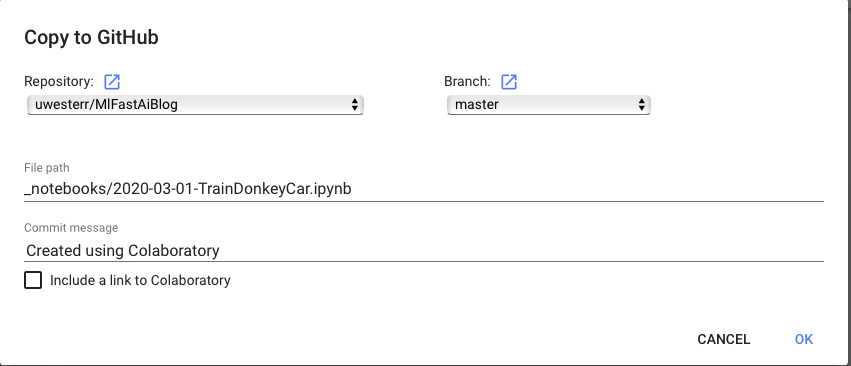 Copy to GitHub
Repository: Branch:
uwesterr/MlFastAiBlog master
File path
_notebooks/2020-03-01-TrainDonkeyCar.ipynb
Commit message
Created using Colaboratory
Include a link to Colaboratory
CANCEL OK